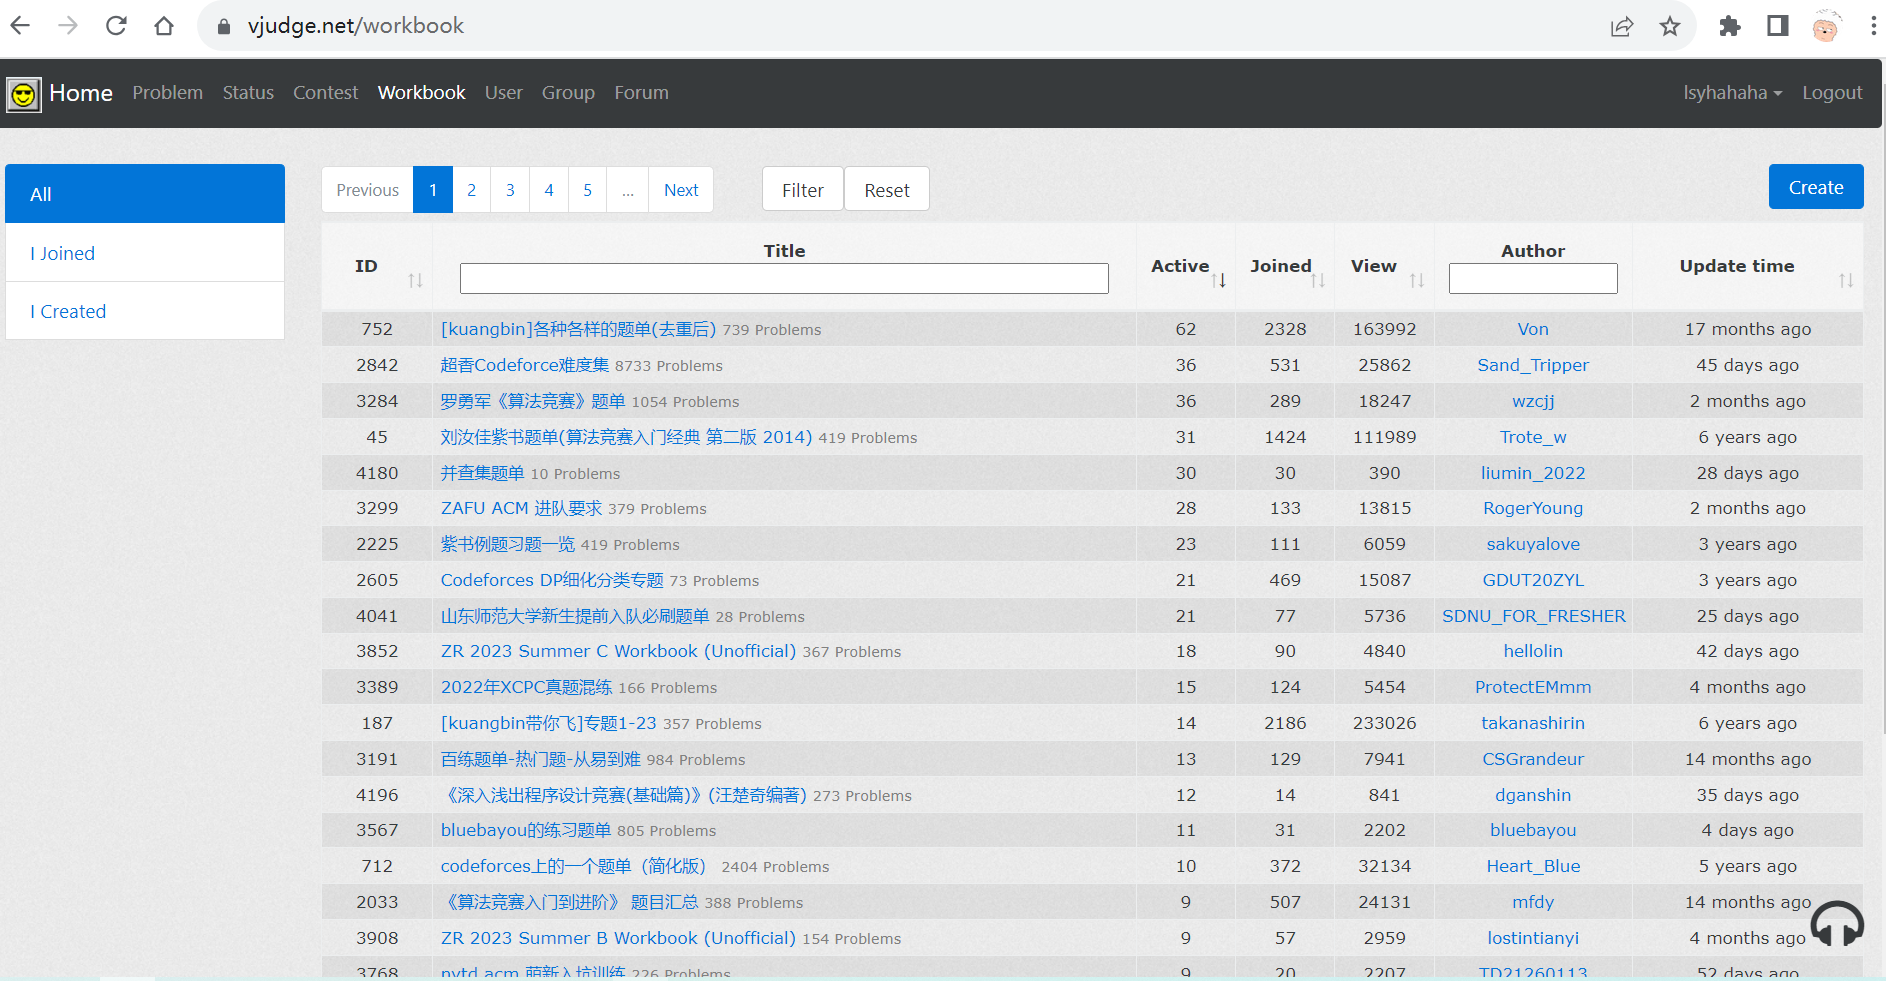 vjudge.net/workbook
Home Problem Status Contest Workbook User Group Forum lsyhahaha Logout
All
I Joined
I Created
Previous 1 2 3 4 5 ... Next Filter Reset Create
ID Title Active Joined View Author Update time
752 [kuangbin]各种各样的题单(去重后) 739 Problems 62 2328 163992 Von 17 months ago
2842 超香Codeforce难度集 8733 Problems 36 531 25862 Sand_Tripper 45 days ago
3284 罗勇军《算法竞赛》题单 1054 Problems 36 289 18247 wzcjj 2 months ago
45 刘汝佳紫书题单(算法竞赛入门经典 第二版 2014) 419 Problems 31 1424 111989 Trote_w 6 years ago
4180 并查集题单 10 Problems 30 30 390 liumin_2022 28 days ago
3299 ZAFU ACM 进队要求 379 Problems 28 133 13815 RogerYoung 2 months ago
2225 紫书例题习题一览 419 Problems 23 111 6059 sakuyalove 3 years ago
2605 Codeforces DP细化分类专题 73 Problems 21 469 15087 GDUT20ZYL 3 years ago
4041 山东师范大学新生提前入队必刷题单 28 Problems 21 77 5736 SDNU_FOR_FRESHER 25 days ago
3852 ZR 2023 Summer C Workbook (Unofficial) 367 Problems 18 90 4840 hellolin 42 days ago
3389 2022年XCPC真题混练 166 Problems 15 124 5454 ProtectEMmm 4 months ago
187 [kuangbin带你飞]专题1-23 357 Problems 14 2186 233026 takanashirin 6 years ago
3191 百练题单-热门题-从易到难 984 Problems 13 129 7941 CSGrandeur 14 months ago
4196 《深入浅出程序设计竞赛(基础篇)》(汪楚奇编著) 273 Problems 12 14 841 dganshin 35 days ago
3567 bluebayou的练习题单 805 Problems 11 31 2202 bluebayou 4 days ago
712 codeforces上的一个题单（简化版） 2404 Problems 10 372 32134 Heart_Blue 5 years ago
2033 《算法竞赛入门到进阶》 题目汇总 388 Problems 9 507 24131 mfdy 14 months ago
3908 ZR 2023 Summer B Workbook (Unofficial) 154 Problems 9 57 2959 lostintianyi 4 months ago
3768 nytd acm 萌新入坑训练 226 Problems 9 20 2207 TD21260113 52 days ago